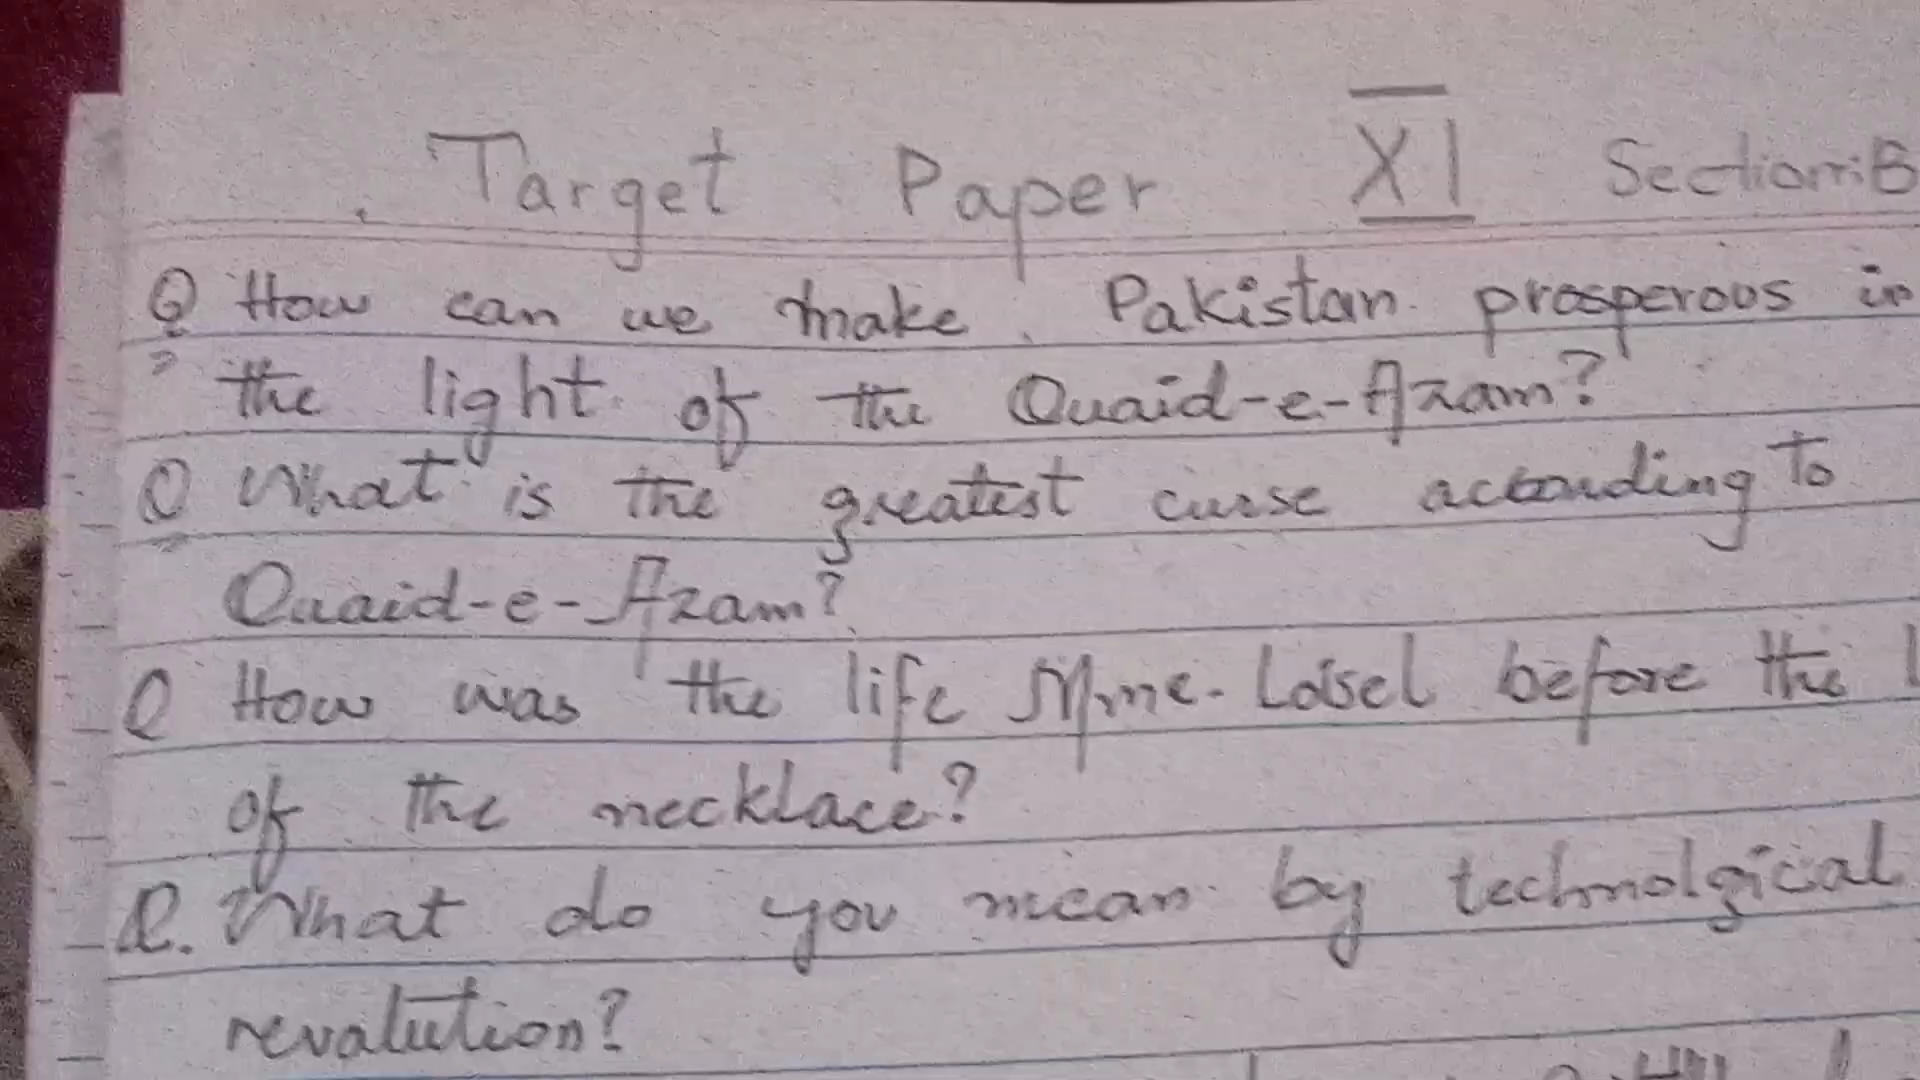 Target Paper XI Section:B
Q How can we make Pakistan prosperous in
the light of the Quaid-e-Azam?
Q What is the greatest curse according to
Quaid-e-Azam?
Q How was the life Mme. Loisel before the
of the necklace?
Q. What do you mean by technolgical
revalution?